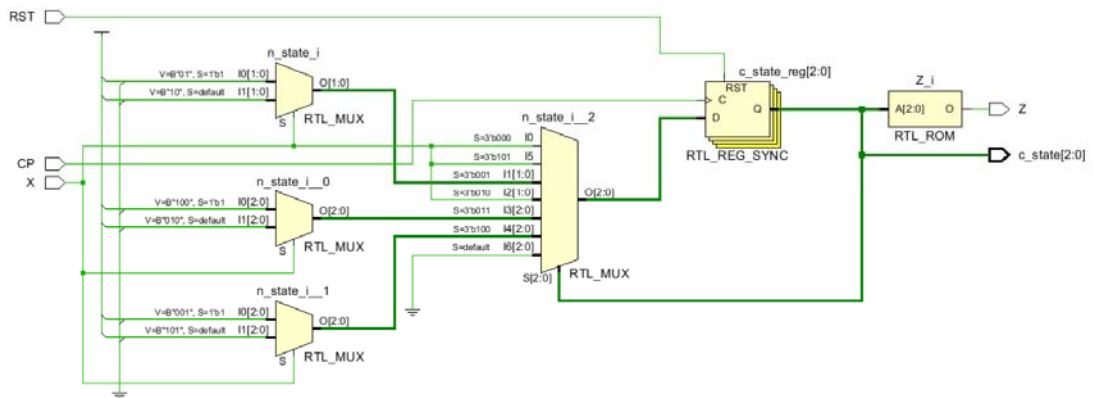 RST
n_state_i
V=B"01", S=1'b1 I0[1:0]
V=B"10", S=default I1[1:0]
O[1:0]
S
RTL_MUX
CP
X
n_state_i__0
V=B"100", S=1'b1 I0[2:0]
V=B"010", S=default I1[2:0]
O[2:0]
S
RTL_MUX
n_state_i__1
V=B"001", S=1'b1 I0[2:0]
V=B"101", S=default I1[2:0]
O[2:0]
S
RTL_MUX
n_state_i__2
S=3'b000 I0
S=3'b101 I5
S=3'b001 I1[1:0]
S=3'b010 I2[1:0]
S=3'b011 I3[2:0]
S=3'b100 I4[2:0]
S=default I6[2:0]
O[2:0]
S[2:0]
RTL_MUX
c_state_reg[2:0]
RST
C
D
Q
RTL_REG_SYNC
Z_i
A[2:0] O
RTL_ROM
Z
c_state[2:0]